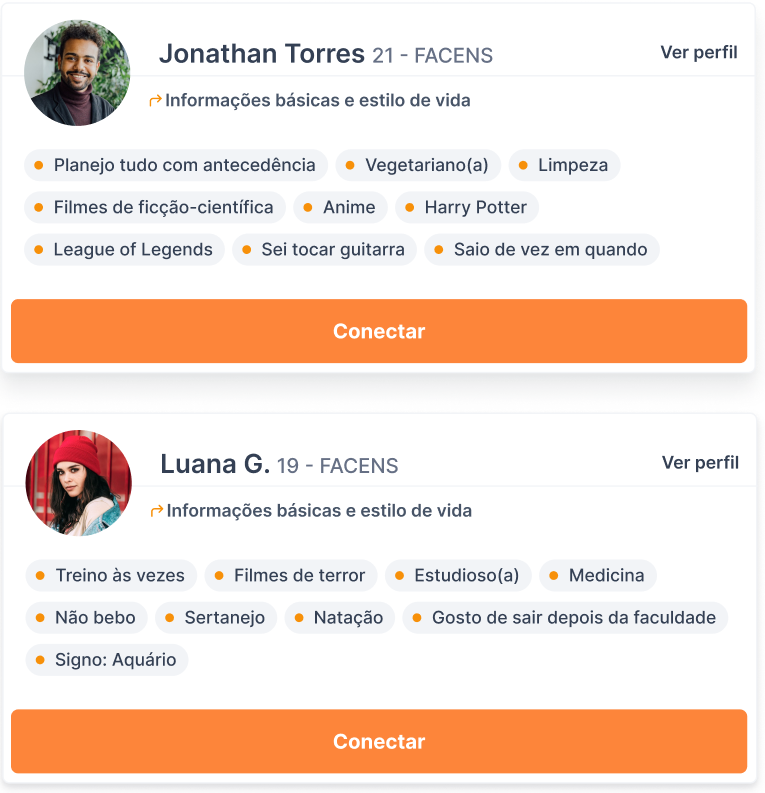 Jonathan Torres 21 - FACENS Ver perfil
Informações básicas e estilo de vida
Planejo tudo com antecedência Vegetariano(a) Limpeza
Filmes de ficção-científica Anime Harry Potter
League of Legends Sei tocar guitarra Saio de vez em quando
Conectar
Luana G. 19 - FACENS Ver perfil
Informações básicas e estilo de vida
Treino às vezes Filmes de terror Estudioso(a) Medicina
Não bebo Sertanejo Natação Gosto de sair depois da faculdade
Signo: Aquário
Conectar